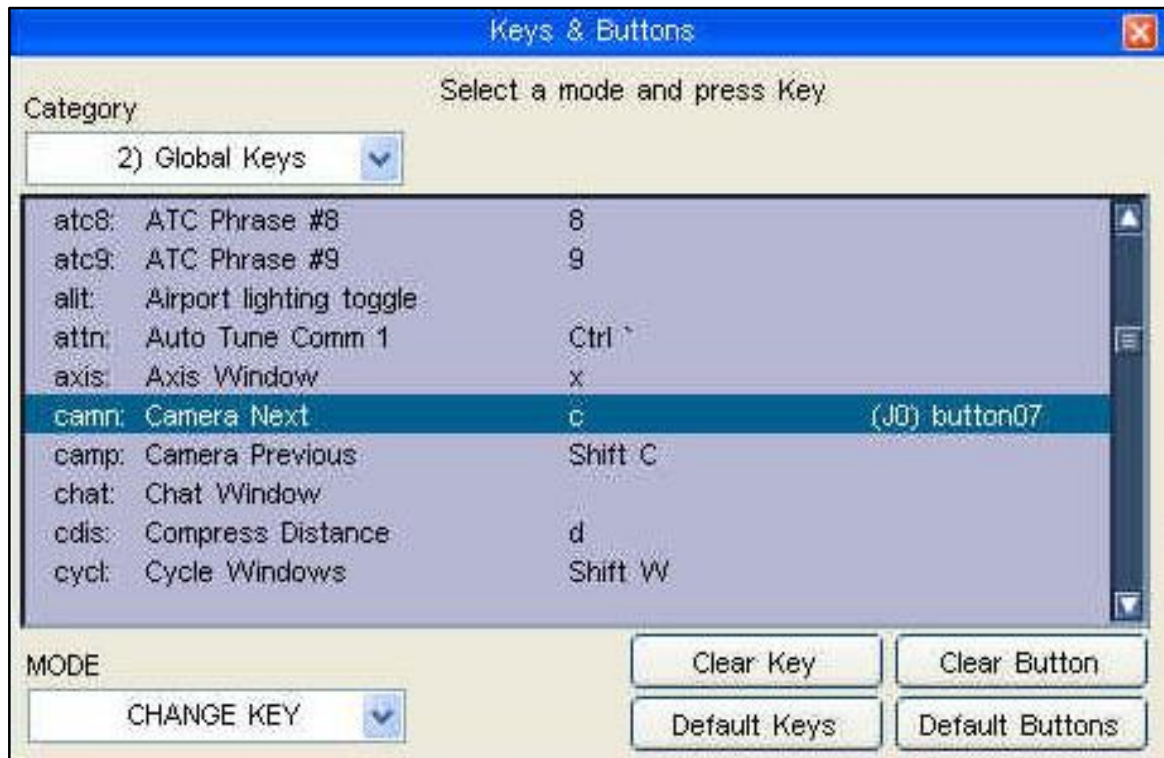 Keys & Buttons
Select a mode and press Key
Category
2) Global Keys
atc8: ATC Phrase #8 8
atc9: ATC Phrase #9 9
alit: Airport lighting toggle
attn: Auto Tune Comm 1 Ctrl `
axis: Axis Window x
camn: Camera Next c (J0) button07
camp: Camera Previous Shift C
chat: Chat Window
cdis: Compress Distance d
cycl: Cycle Windows Shift W
MODE
CHANGE KEY
Clear Key Clear Button
Default Keys Default Buttons